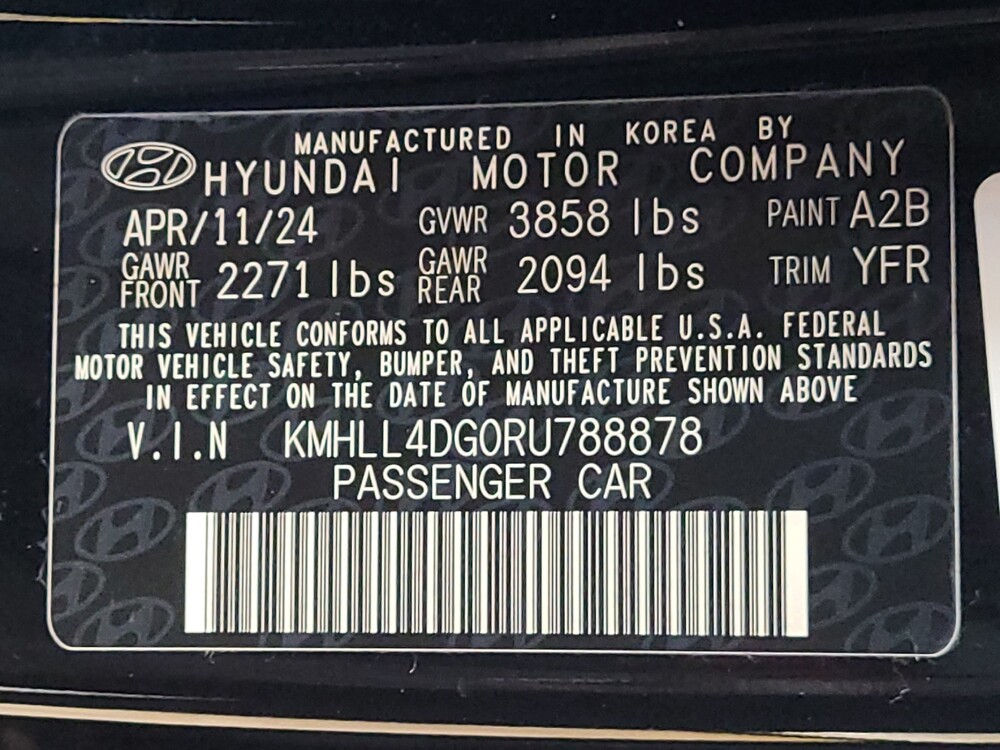 MANUFACTURED IN KOREA BY
HYUNDAI MOTOR COMPANY
APR/11/24 GVWR 3858 lbs PAINT A2B
GAWR FRONT 2271 lbs GAWR REAR 2094 lbs TRIM YFR
THIS VEHICLE CONFORMS TO ALL APPLICABLE U.S.A. FEDERAL
MOTOR VEHICLE SAFETY, BUMPER, AND THEFT PREVENTION STANDARDS
IN EFFECT ON THE DATE OF MANUFACTURE SHOWN ABOVE
V.I.N KMHLL4DG0RU788878
PASSENGER CAR